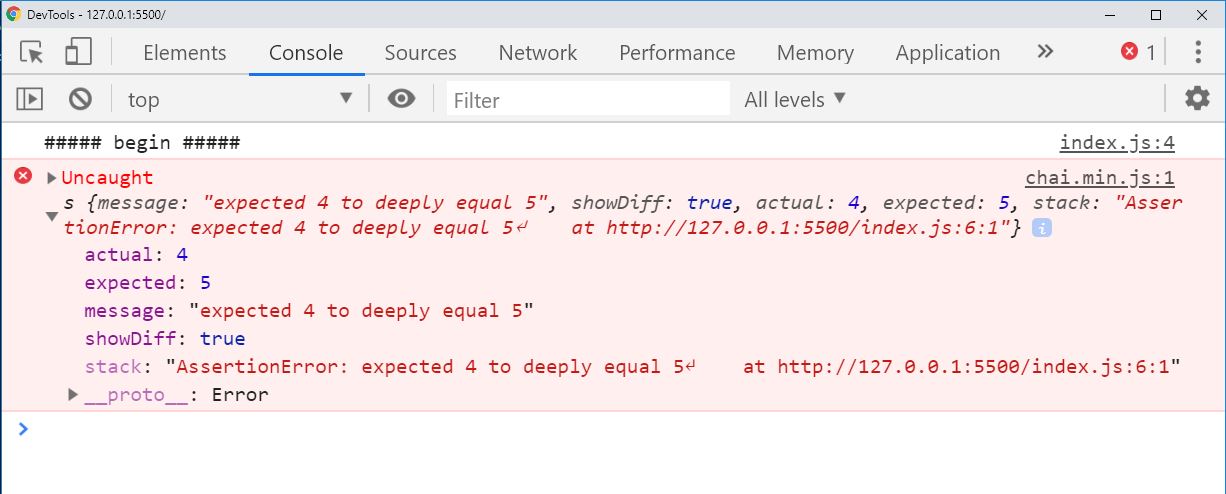 DevTools - 127.0.0.1:5500/
Elements Console Sources Network Performance Memory Application » 1
top Filter All levels
##### begin ##### index.js:4
Uncaught chai.min.js:1
s {message: "expected 4 to deeply equal 5", showDiff: true, actual: 4, expected: 5, stack: "Asser
tionError: expected 4 to deeply equal 5↵    at http://127.0.0.1:5500/index.js:6:1"} i
actual: 4
expected: 5
message: "expected 4 to deeply equal 5"
showDiff: true
stack: "AssertionError: expected 4 to deeply equal 5↵    at http://127.0.0.1:5500/index.js:6:1"
__proto__: Error